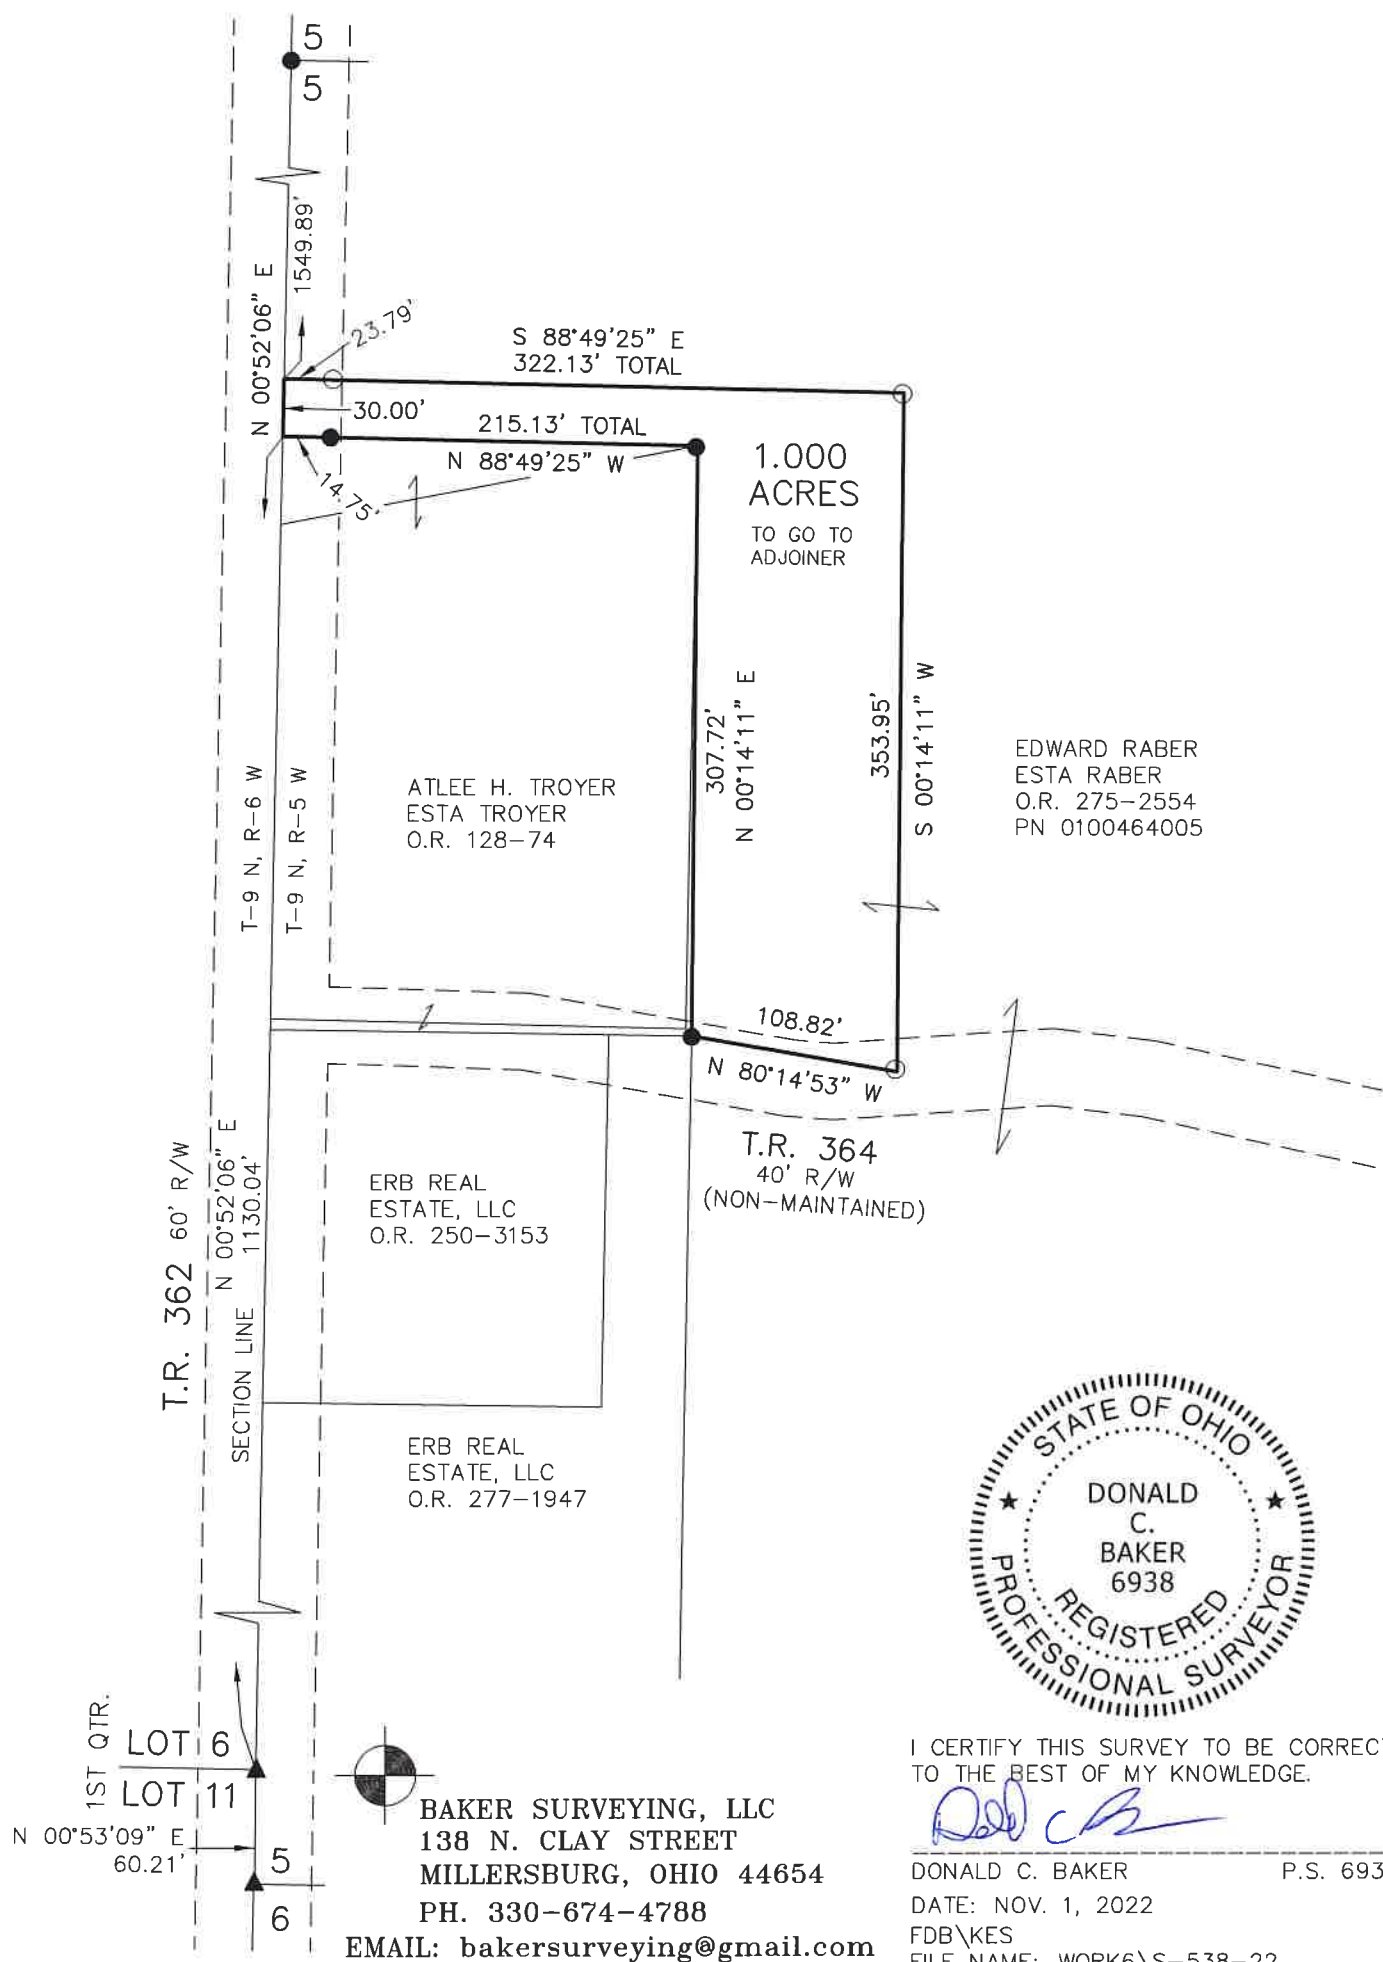 5
5
1549.89'
N 00°52'06" E
23.79'
S 88°49'25" E
322.13' TOTAL
30.00'
215.13' TOTAL
N 88°49'25" W
14.75'
1.000
ACRES
TO GO TO
ADJOINER
307.72'
N 00°14'11" E
353.95'
S 00°14'11" W
EDWARD RABER
ESTA RABER
O.R. 275-2554
PN 0100464005
ATLEE H. TROYER
ESTA TROYER
O.R. 128-74
T-9 N, R-6 W
T-9 N, R-5 W
108.82'
N 80°14'53" W
T.R. 364
40' R/W
(NON-MAINTAINED)
T.R. 362 60' R/W
SECTION LINE N 00°52'06" E
1130.04'
ERB REAL
ESTATE, LLC
O.R. 250-3153
ERB REAL
ESTATE, LLC
O.R. 277-1947
STATE OF OHIO
DONALD
C.
BAKER
6938
REGISTERED
PROFESSIONAL SURVEYOR
1ST QTR.
LOT 6
LOT 11
N 00°53'09" E
60.21'
5
6
BAKER SURVEYING, LLC
138 N. CLAY STREET
MILLERSBURG, OHIO 44654
PH. 330-674-4788
EMAIL: bakersurveying@gmail.com
I CERTIFY THIS SURVEY TO BE CORREC
TO THE BEST OF MY KNOWLEDGE.
DONALD C. BAKER P.S. 693
DATE: NOV. 1, 2022
FDB\KES
FILE NAME: WORK6\S-538-22